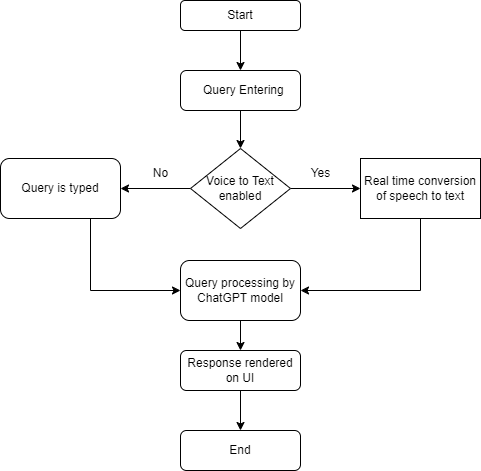 Start
Query Entering
No
Voice to Text
enabled
Yes
Query is typed
Real time conversion
of speech to text
Query processing by
ChatGPT model
Response rendered
on UI
End